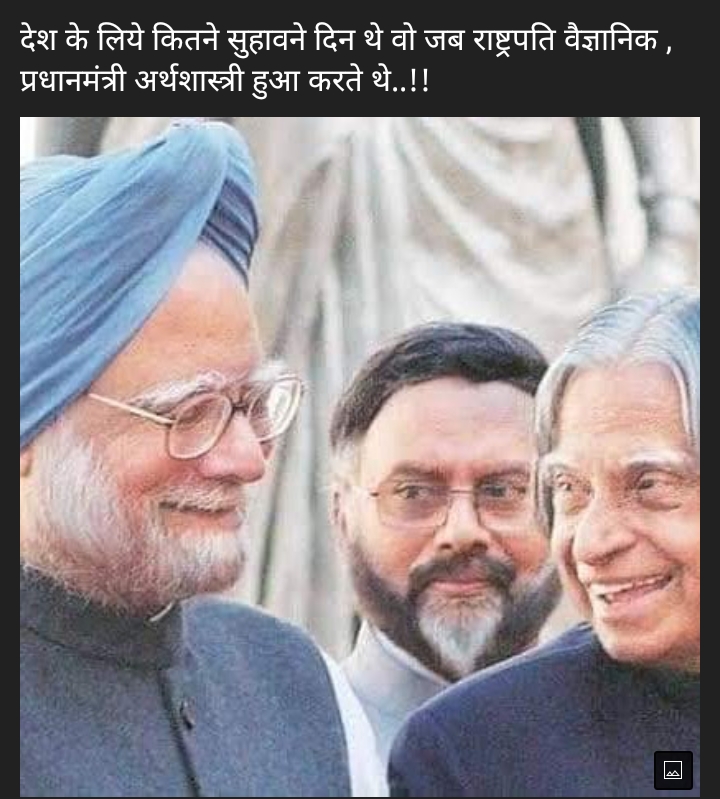 देश के लिये कितने सुहावने दिन थे वो जब राष्ट्रपति वैज्ञानिक ,
प्रधानमंत्री अर्थशास्त्री हुआ करते थे..!!